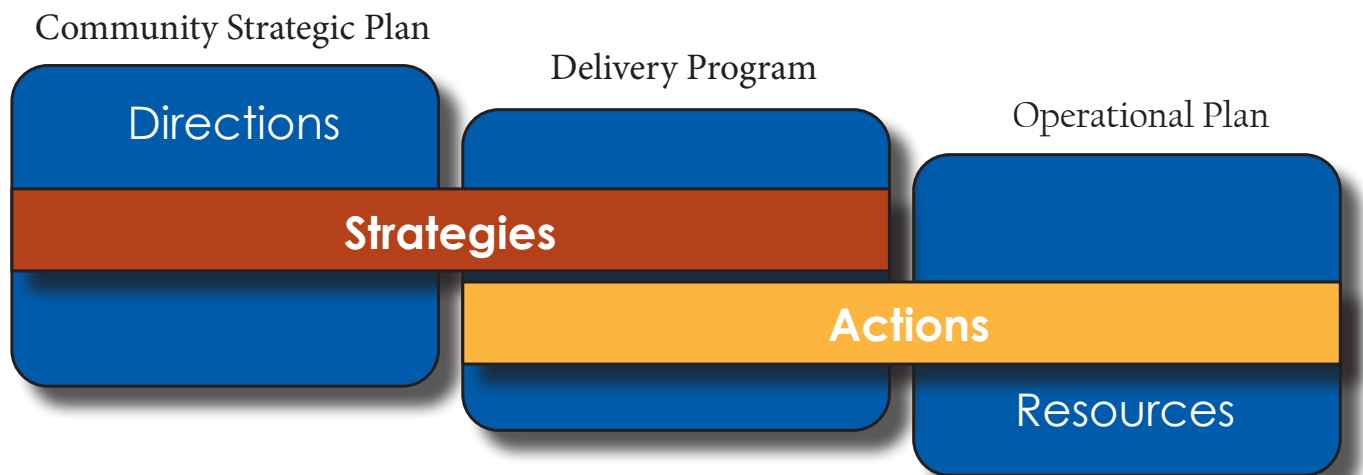 Community Strategic Plan
Delivery Program
Operational Plan
Directions
Strategies
Actions
Resources